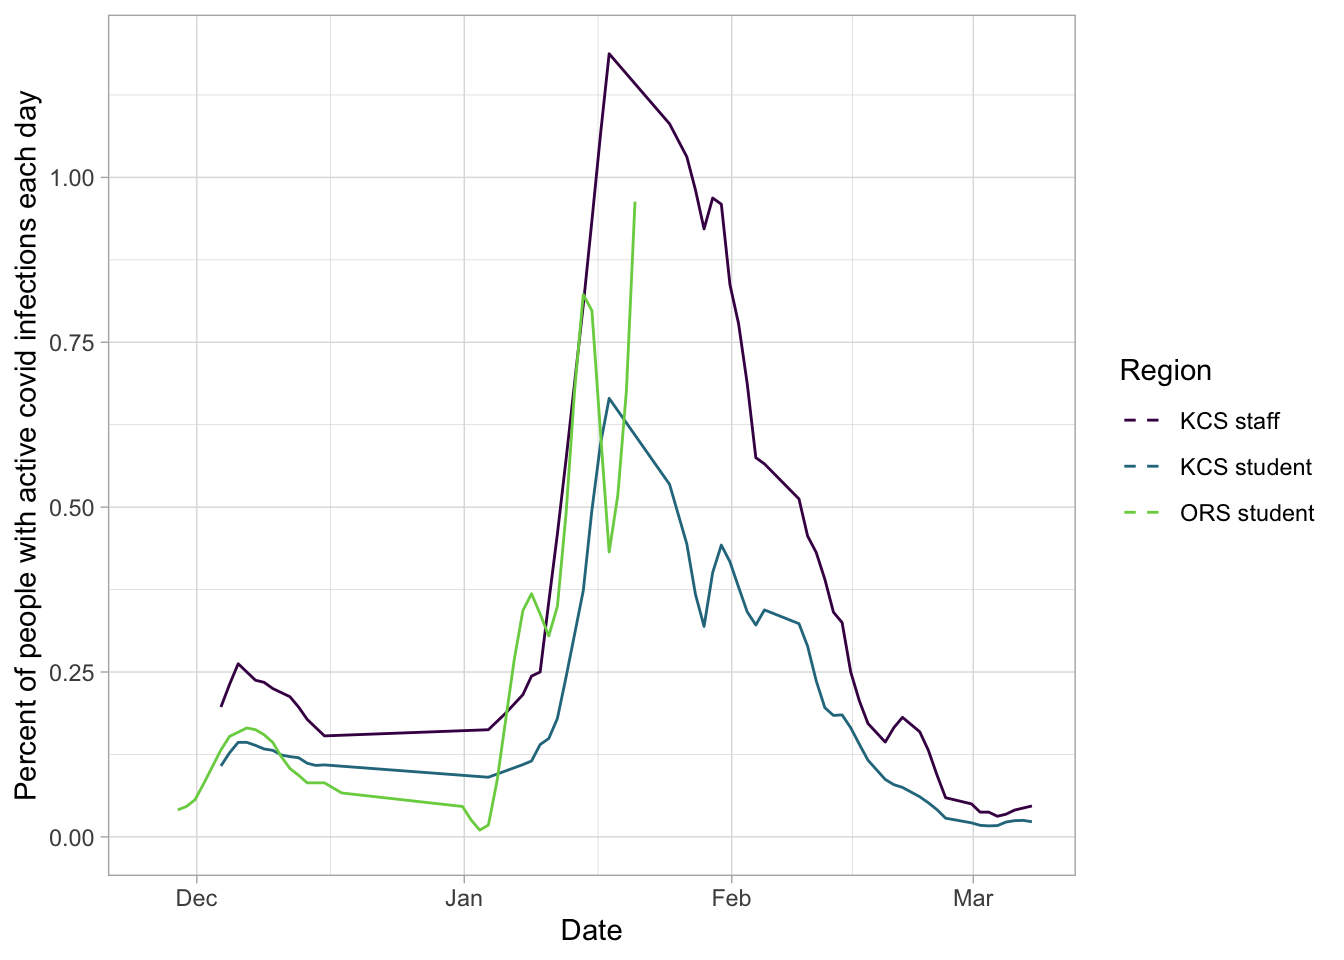 Percent of people with active covid infections each day
1.00
0.75
0.50
0.25
0.00
Dec Jan Feb Mar
Date
Region
KCS staff
KCS student
ORS student